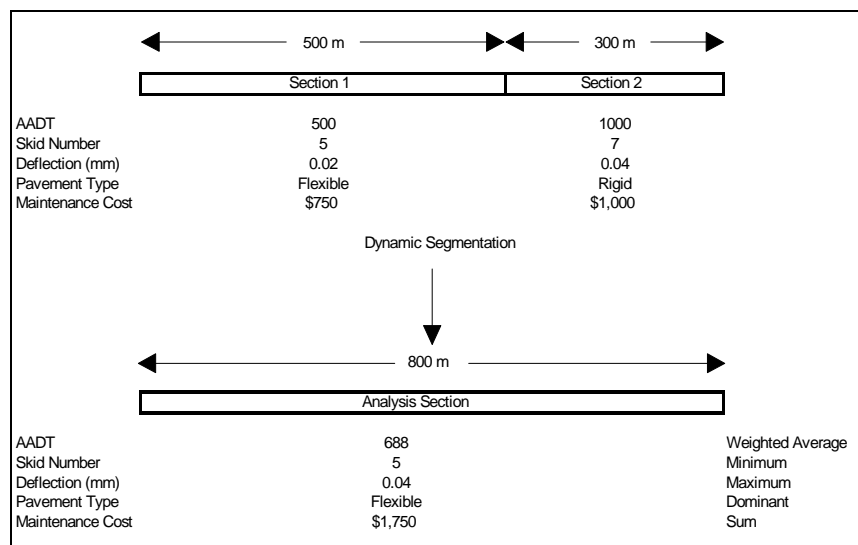 500 m 300 m
Section 1 Section 2
AADT 500 1000
Skid Number 5 7
Deflection (mm) 0.02 0.04
Pavement Type Flexible Rigid
Maintenance Cost $750 $1,000
Dynamic Segmentation
800 m
Analysis Section
AADT 688 Weighted Average
Skid Number 5 Minimum
Deflection (mm) 0.04 Maximum
Pavement Type Flexible Dominant
Maintenance Cost $1,750 Sum